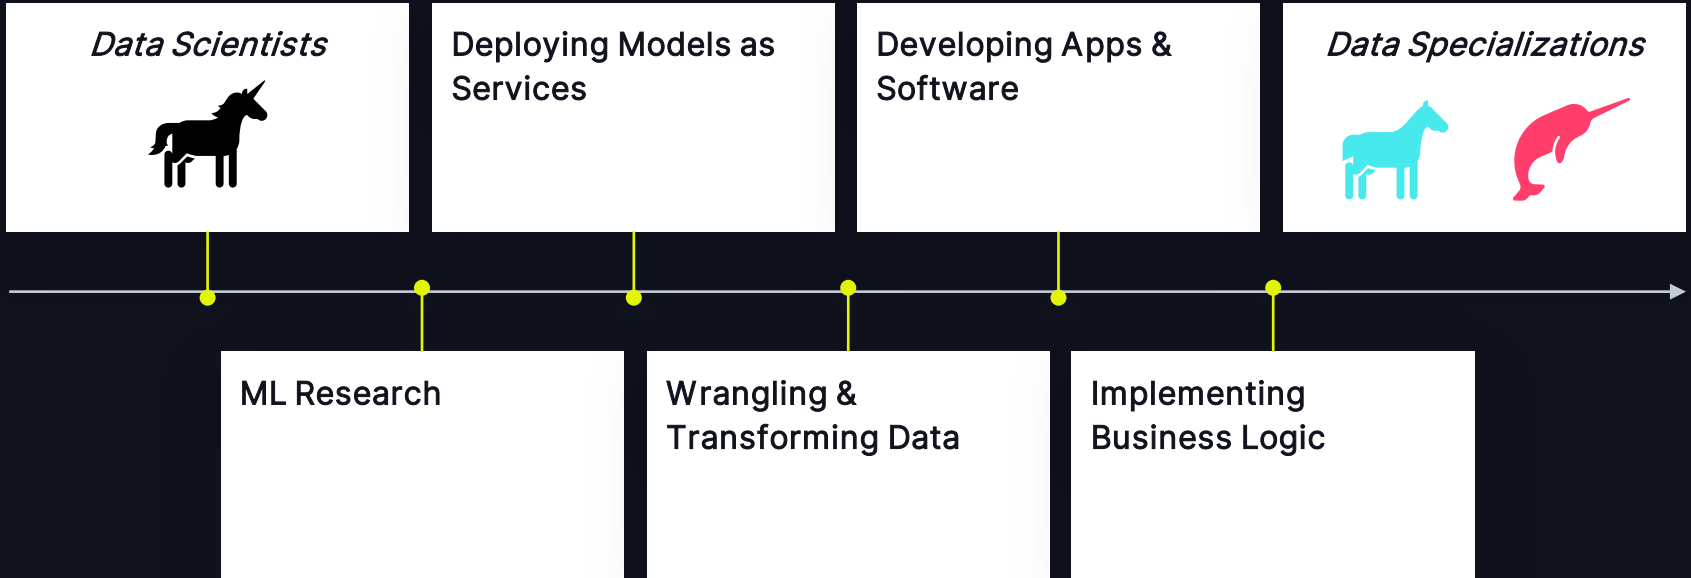 Data Scientists
Deploying Models as
Services
Developing Apps &
Software
Data Specializations
ML Research
Wrangling &
Transforming Data
Implementing
Business Logic